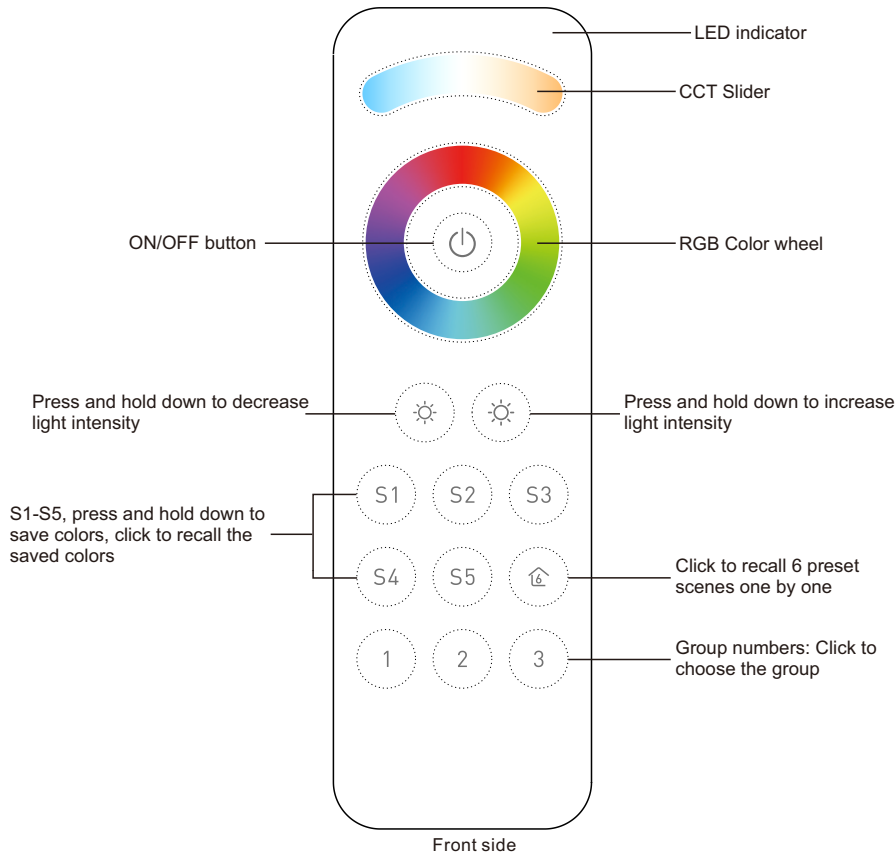 LED indicator
CCT Slider
ON/OFF button
RGB Color wheel
Press and hold down to decrease
light intensity
Press and hold down to increase
light intensity
S1-S5, press and hold down to
save colors, click to recall the
saved colors
S1
S2
S3
S4
S5
6
Click to recall 6 preset
scenes one by one
1
2
3
Group numbers: Click to
choose the group
Front side